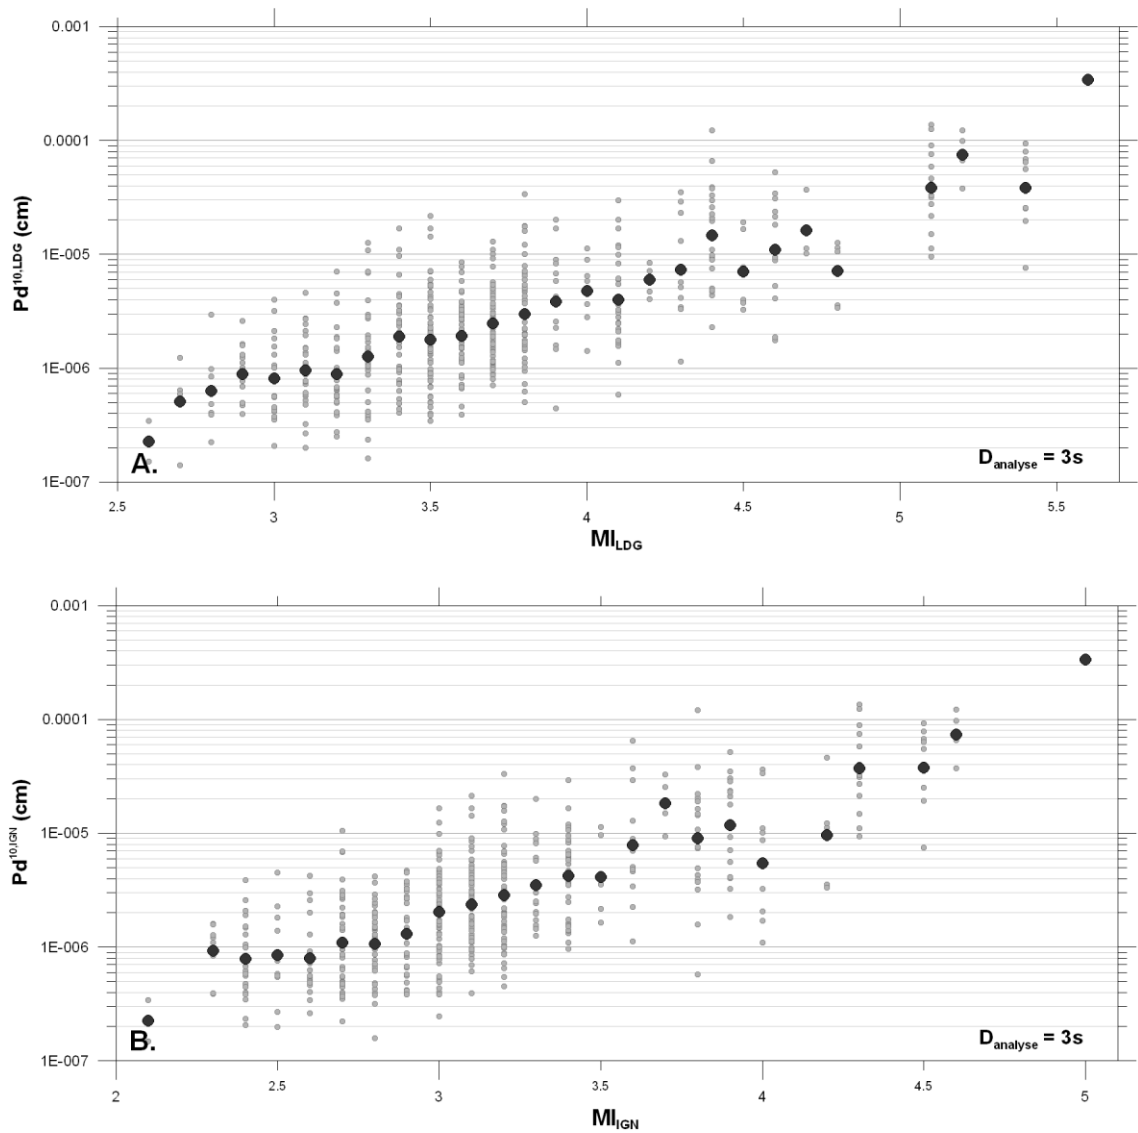 0.001
0.0001
1E-005
1E-006
1E-007
Pd10,LDG (cm)
A.
Danalyse = 3s
2.5 3 3.5 4 4.5 5 5.5
MILDG
0.001
0.0001
1E-005
1E-006
1E-007
Pd10,IGN (cm)
B.
Danalyse = 3s
2 2.5 3 3.5 4 4.5 5
MIIGN